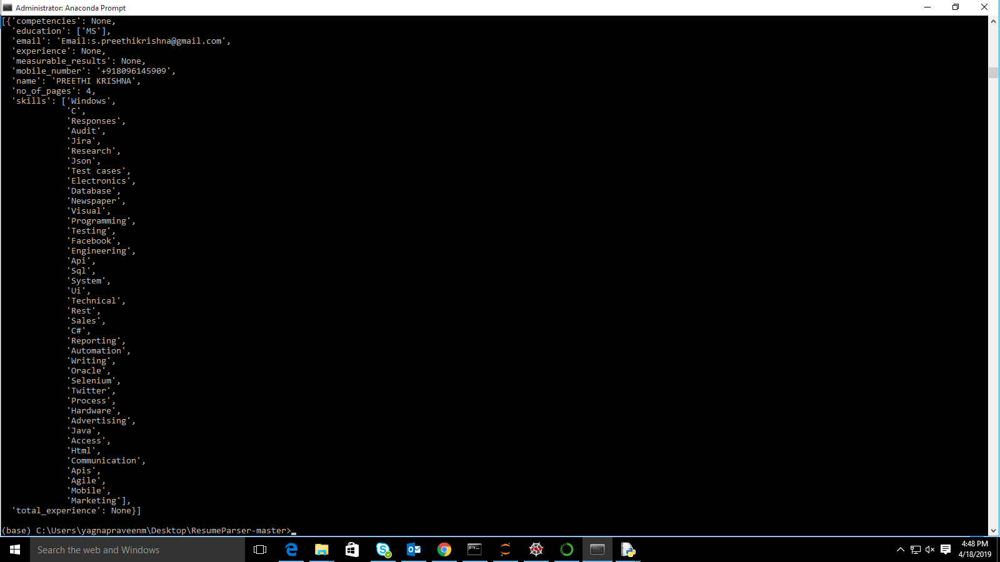 Administrator: Anaconda Prompt
[{'competencies': None,
'education': ['MS'],
'email': 'Email:s.preethikrishna@gmail.com',
'experience': None,
'measurable_results': None,
'mobile_number': '+918096145909',
'name': 'PREETHI KRISHNA',
'no_of_pages': 4,
'skills': ['Windows',
'C',
'Responses',
'Audit',
'Jira',
'Research',
'Json',
'Test cases',
'Electronics',
'Database',
'Newspaper',
'Visual',
'Programming',
'Testing',
'Facebook',
'Engineering',
'Api',
'Sql',
'System',
'Ui',
'Technical',
'Rest',
'Sales',
'C#',
'Reporting',
'Automation',
'Writing',
'Oracle',
'Selenium',
'Twitter',
'Process',
'Hardware',
'Advertising',
'Java',
'Access',
'Html',
'Communication',
'Apis',
'Agile',
'Mobile',
'Marketing'],
'total_experience': None}]
(base) C:\Users\yagnapraveenm\Desktop\ResumeParser-master>
Search the web and Windows
4:48 PM
4/18/2019